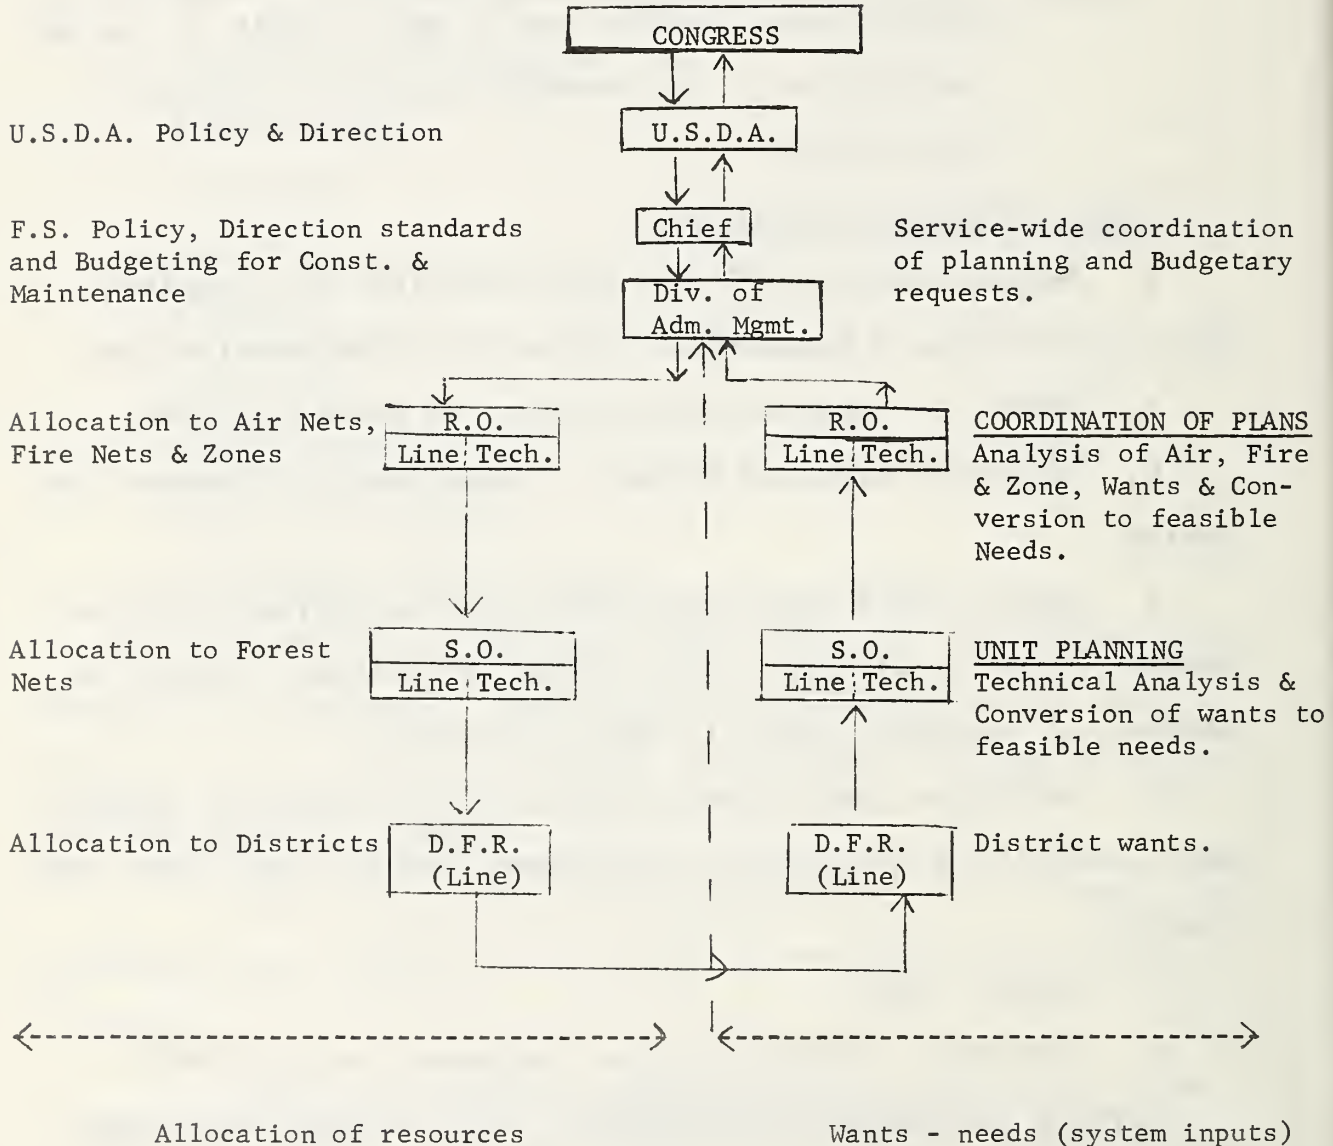 CONGRESS
U.S.D.A. Policy & Direction
U.S.D.A.
F.S. Policy, Direction standards
and Budgeting for Const. &
Maintenance
Chief
Div. of
Adm. Mgmt.
Service-wide coordination
of planning and Budgetary
requests.
Allocation to Air Nets,
Fire Nets & Zones
R.O.
Line Tech.
R.O.
Line Tech.
COORDINATION OF PLANS
Analysis of Air, Fire
& Zone, Wants & Con-
version to feasible
Needs.
Allocation to Forest
Nets
S.O.
Line Tech.
S.O.
Line Tech.
UNIT PLANNING
Technical Analysis &
Conversion of wants to
feasible needs.
Allocation to Districts
D.F.R.
(Line)
D.F.R.
(Line)
District wants.
Allocation of resources
Wants - needs (system inputs)